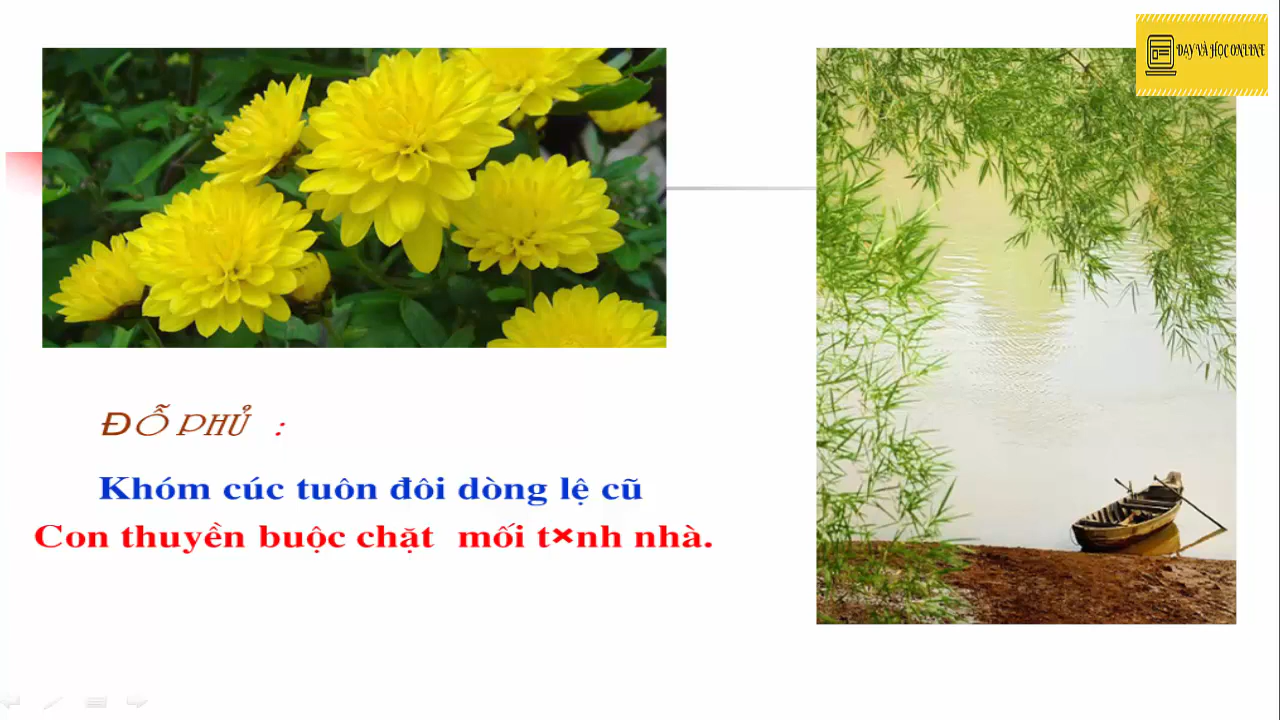 DẠY VÀ HỌC ONLINE
ĐỖ PHỦ :
Khóm cúc tuôn đôi dòng lệ cũ
Con thuyền buộc chặt mối t×nh nhà.